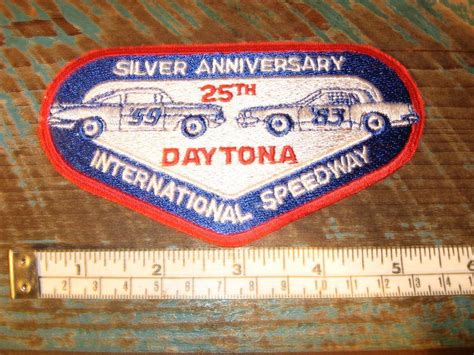 SILVER ANNIVERSARY
25TH
59 83
DAYTONA
INTERNATIONAL SPEEDWAY
1 2 3 4 5 6